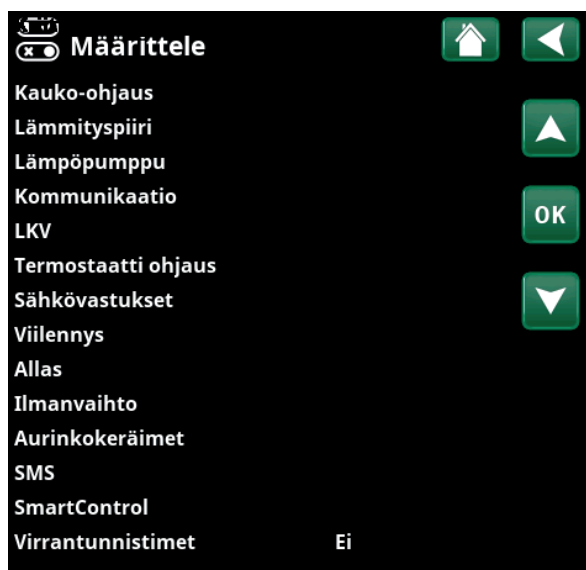 Määrittele
Kauko-ohjaus
Lämmityspiiri
Lämpöpumppu
Kommunikaatio
OK
LKV
Termostaatti ohjaus
Sähkövastukset
Viilennys
Allas
Ilmanvaihto
Aurinkokeräimet
SMS
SmartControl
Virrantunnistimet Ei